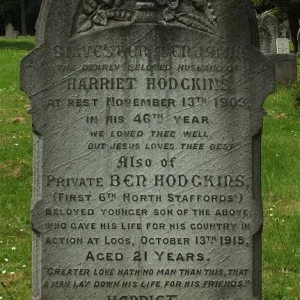 SILVESTER BENJAMIN
THE DEARLY BELOVED HUSBAND OF
HARRIET HODGKINS
AT REST NOVEMBER 13TH 1903,
IN HIS 46TH YEAR.
WE LOVED THEE WELL,
BUT JESUS LOVES THEE BEST.
Also of
PRIVATE BEN HODGKINS,
(FIRST 6TH NORTH STAFFORDS')
BELOVED YOUNGER SON OF THE ABOVE,
WHO GAVE HIS LIFE FOR HIS COUNTRY IN
ACTION AT LOOS, OCTOBER 13TH 1915,
AGED 21 YEARS.
"GREATER LOVE HATH NO MAN THAN THIS, THAT
A MAN LAY DOWN HIS LIFE FOR HIS FRIENDS."
HARRIET